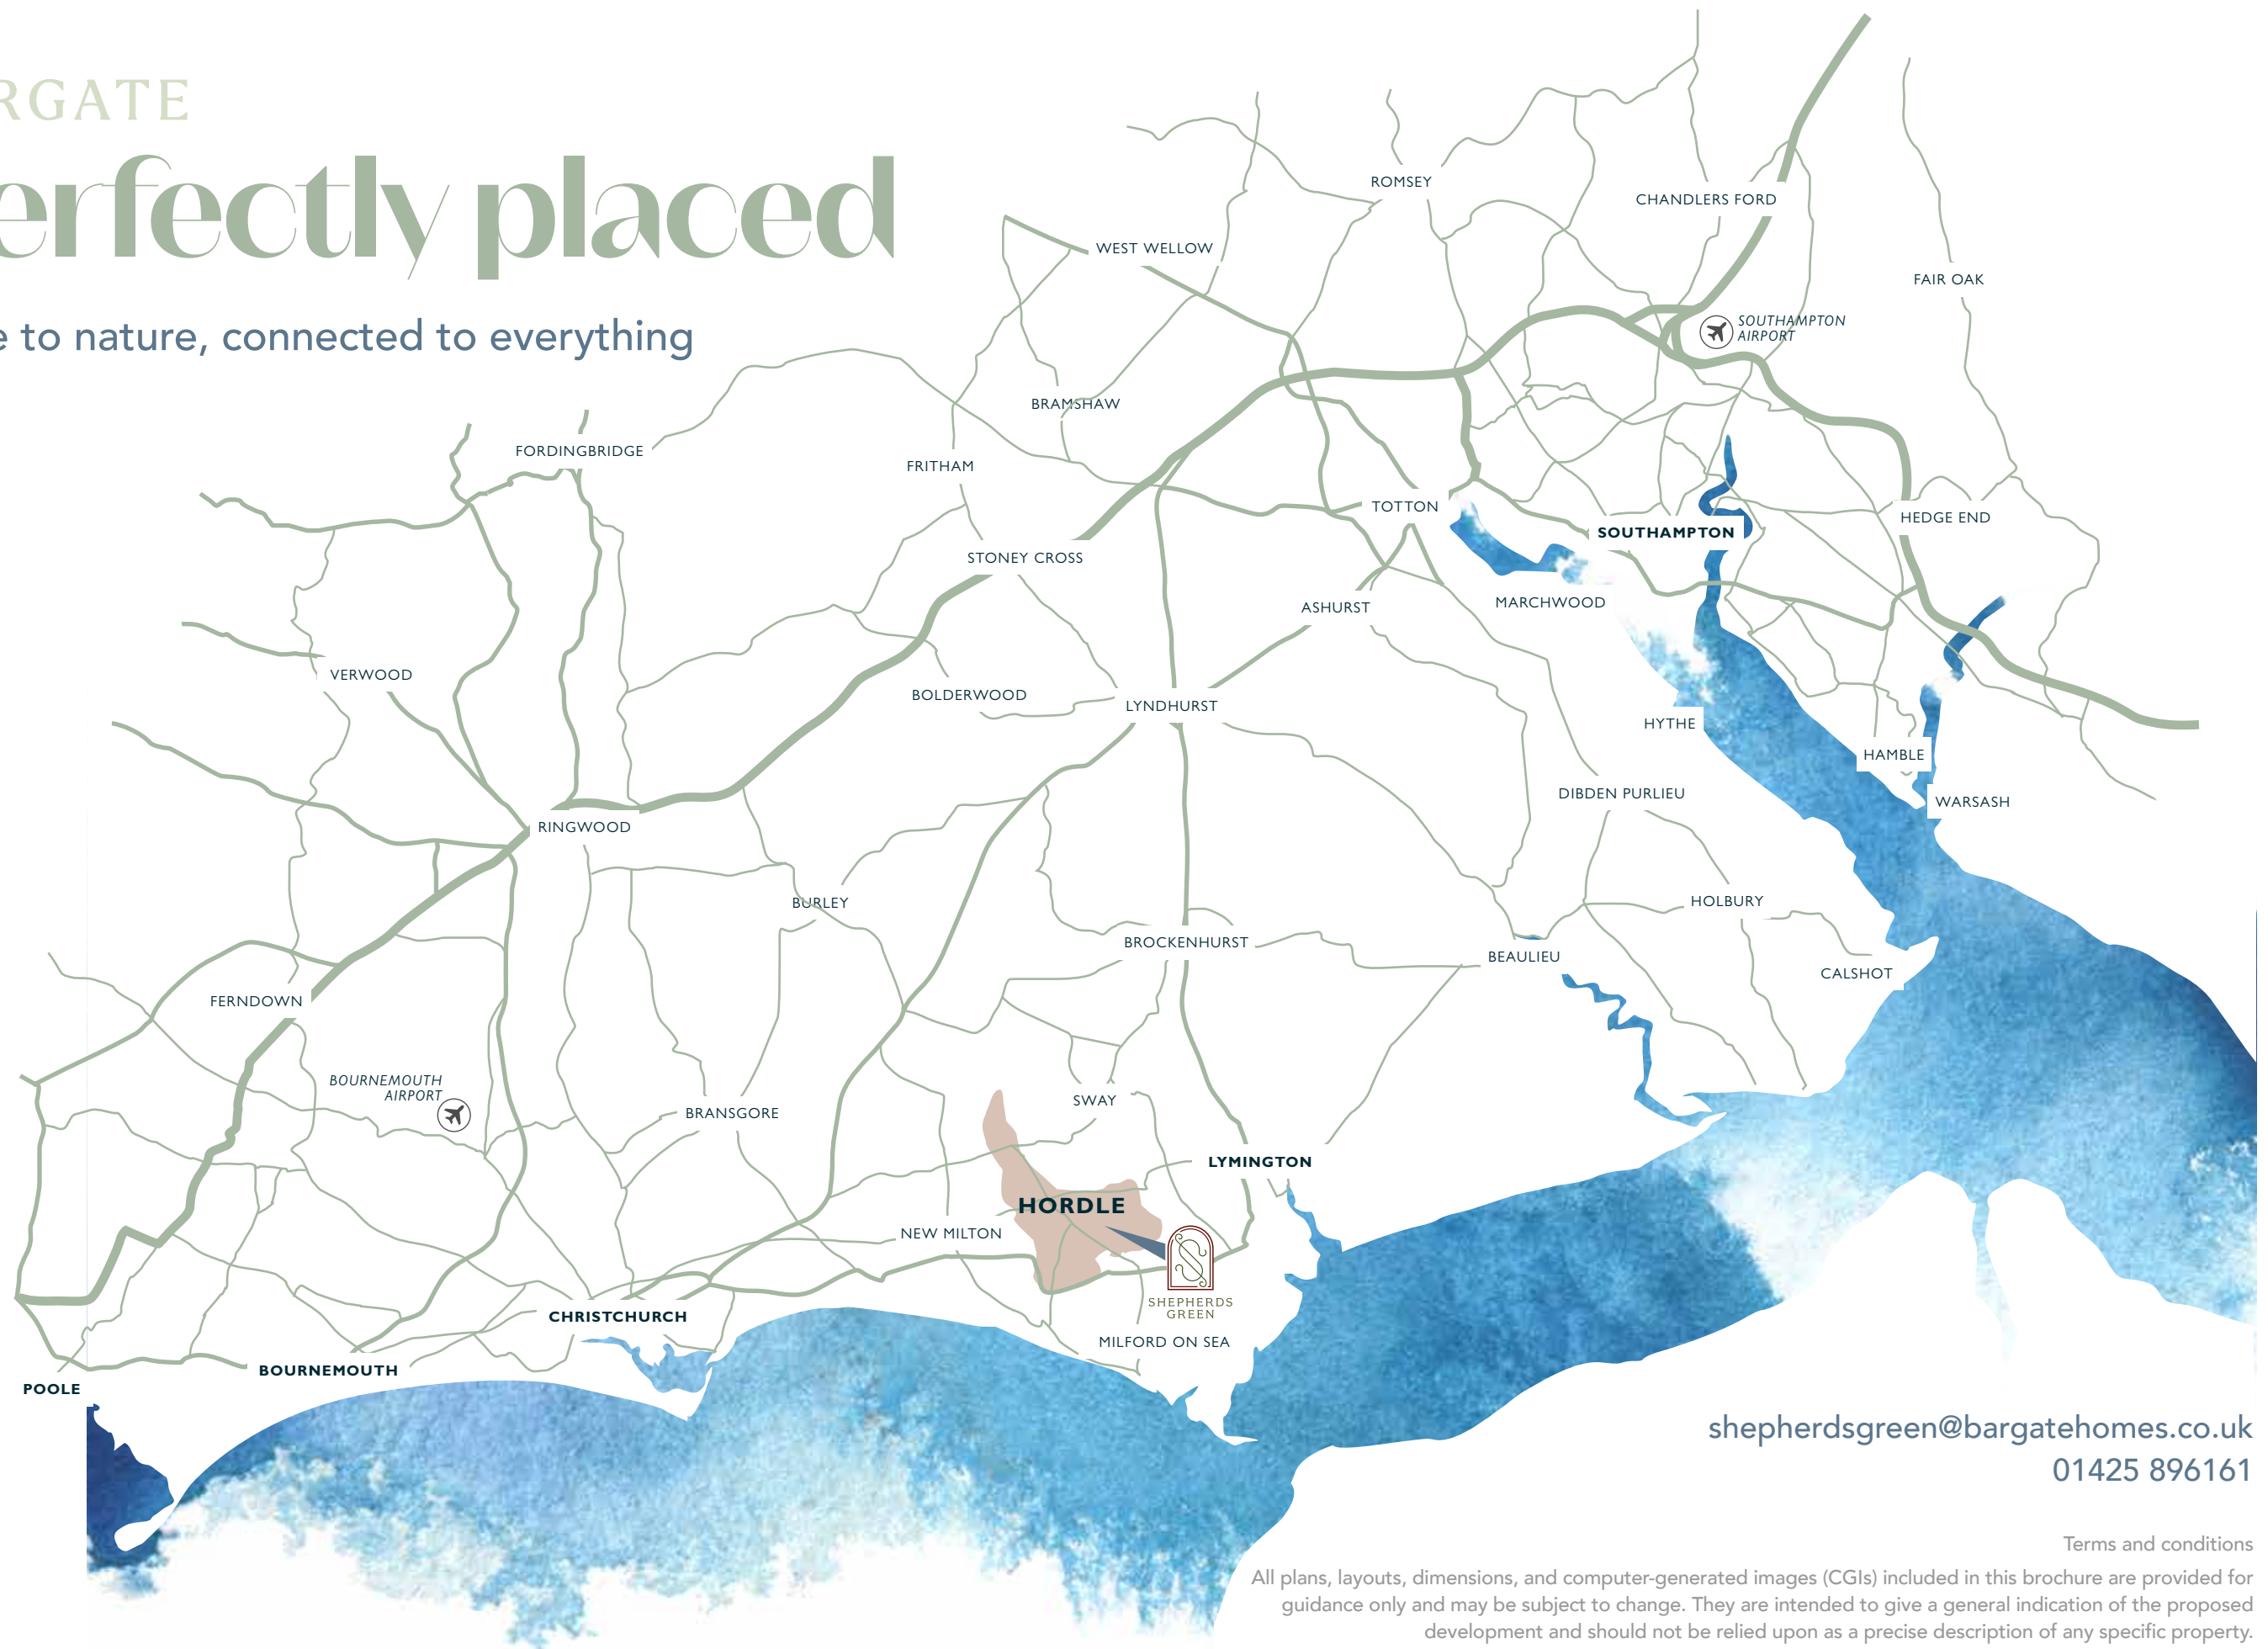 RGATE
erfectly placed
e to nature, connected to everything
ROMSEY
CHANDLERS FORD
WEST WELLOW
FAIR OAK
SOUTHAMPTON
AIRPORT
BRAMSHAW
FORDINGBRIDGE
FRITHAM
TOTTON
HEDGE END
SOUTHAMPTON
STONEY CROSS
MARCHWOOD
ASHURST
VERWOOD
BOLDERWOOD
LYNDHURST
HYTHE
HAMBLE
DIBDEN PURLIEU
WARSASH
RINGWOOD
BURLEY
HOLBURY
BROCKENHURST
BEAULIEU
CALSHOT
FERNDOWN
BOURNEMOUTH
AIRPORT
SWAY
BRANSGORE
LYMINGTON
HORDLE
NEW MILTON
SHEPHERDS
GREEN
CHRISTCHURCH
MILFORD ON SEA
BOURNEMOUTH
POOLE
shepherdsgreen@bargatehomes.co.uk
01425 896161
Terms and conditions
All plans, layouts, dimensions, and computer-generated images (CGIs) included in this brochure are provided for
guidance only and may be subject to change. They are intended to give a general indication of the proposed
development and should not be relied upon as a precise description of any specific property.